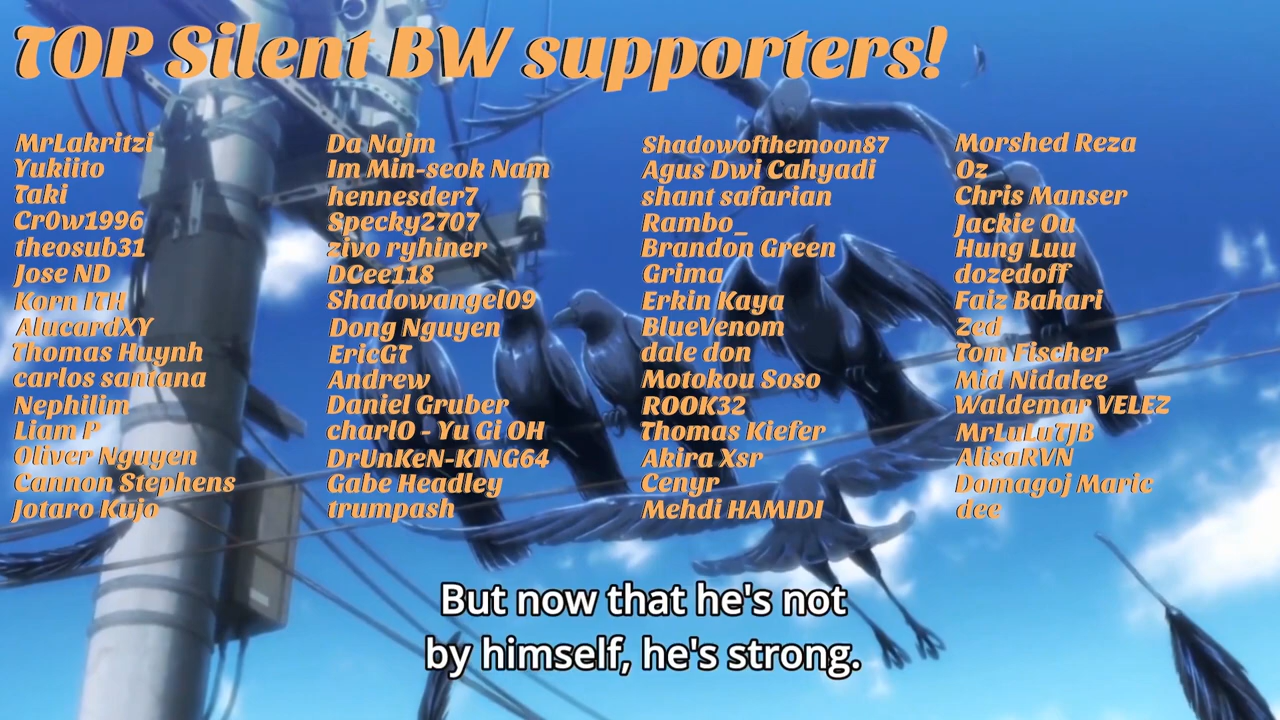 TOP Silent BW supporters!
MrLakritzi
Yukiito
Taki
Cr0w1996
theosub31
Jose ND
Korn ITH
AlucardXY
Thomas Huynh
carlos santana
Nephilim
Liam P
Oliver Nguyen
Cannon Stephens
Jotaro Kujo
Da Najm
Im Min-seok Nam
hennesder7
Specky2707
zivo ryhiner
DCee118
Shadowangel09
Dong Nguyen
EricGT
Andrew
Daniel Gruber
charlO - Yu Gi OH
DrUnKeN-KING64
Gabe Headley
trumpash
Shadowofthemoon87
Agus Dwi Cahyadi
shant safarian
Rambo_
Brandon Green
Grima
Erkin Kaya
BlueVenom
dale don
Motokou Soso
ROOK32
Thomas Kiefer
Akira Xsr
Cenyr
Mehdi HAMIDI
Morshed Reza
Oz
Chris Manser
Jackie Ou
Hung Luu
dozedoff
Faiz Bahari
Zed
Tom Fischer
Mid Nidalee
Waldemar VELEZ
MrLuLuTJB
AlisaRVN
Domagoj Maric
dee
But now that he's not
by himself, he's strong.